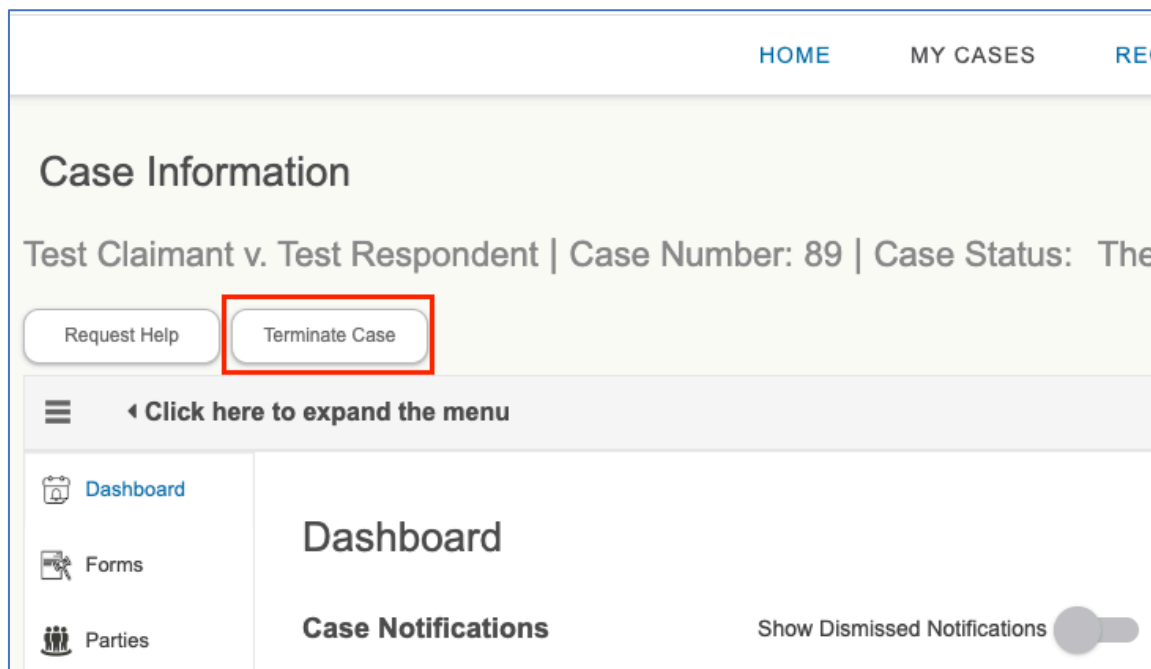 HOME MY CASES
Case Information
Test Claimant v. Test Respondent | Case Number: 89 | Case Status: The
Request Help Terminate Case
Click here to expand the menu
Dashboard
Forms
Parties
Dashboard
Case Notifications Show Dismissed Notifications